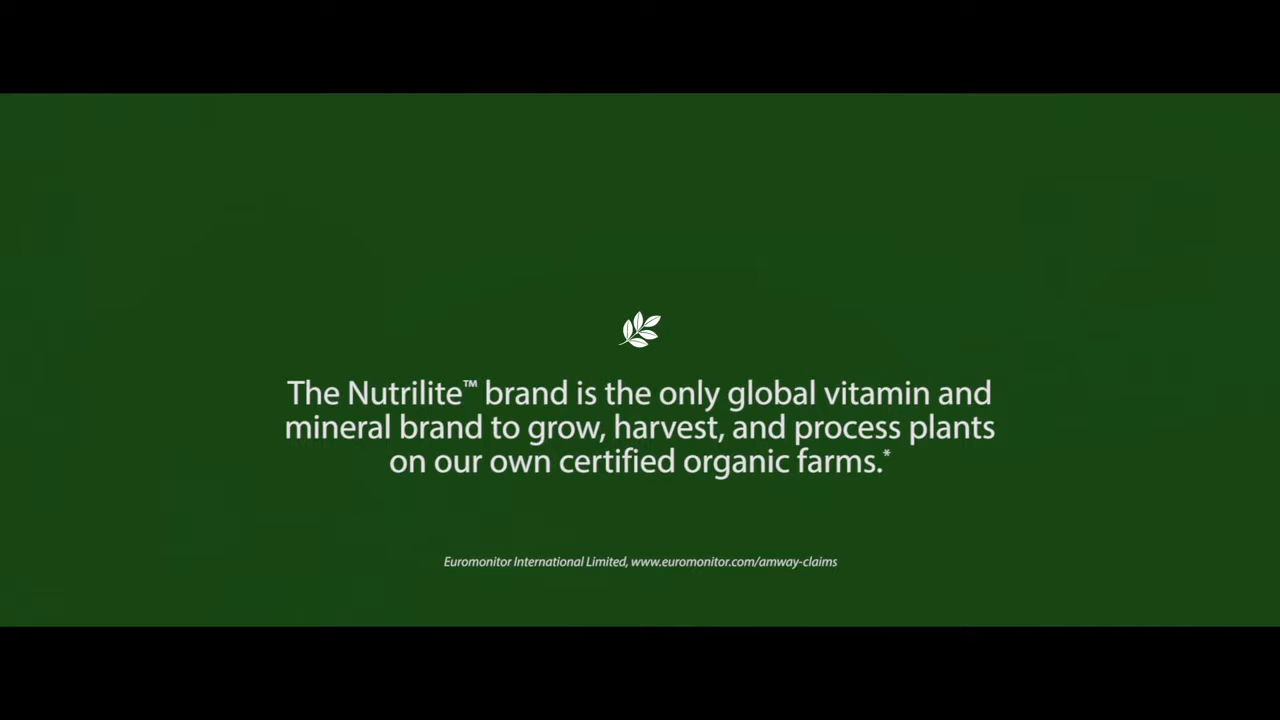 The Nutrilite™ brand is the only global vitamin and
mineral brand to grow, harvest, and process plants
on our own certified organic farms.*
Euromonitor International Limited, www.euromonitor.com/amway-claims